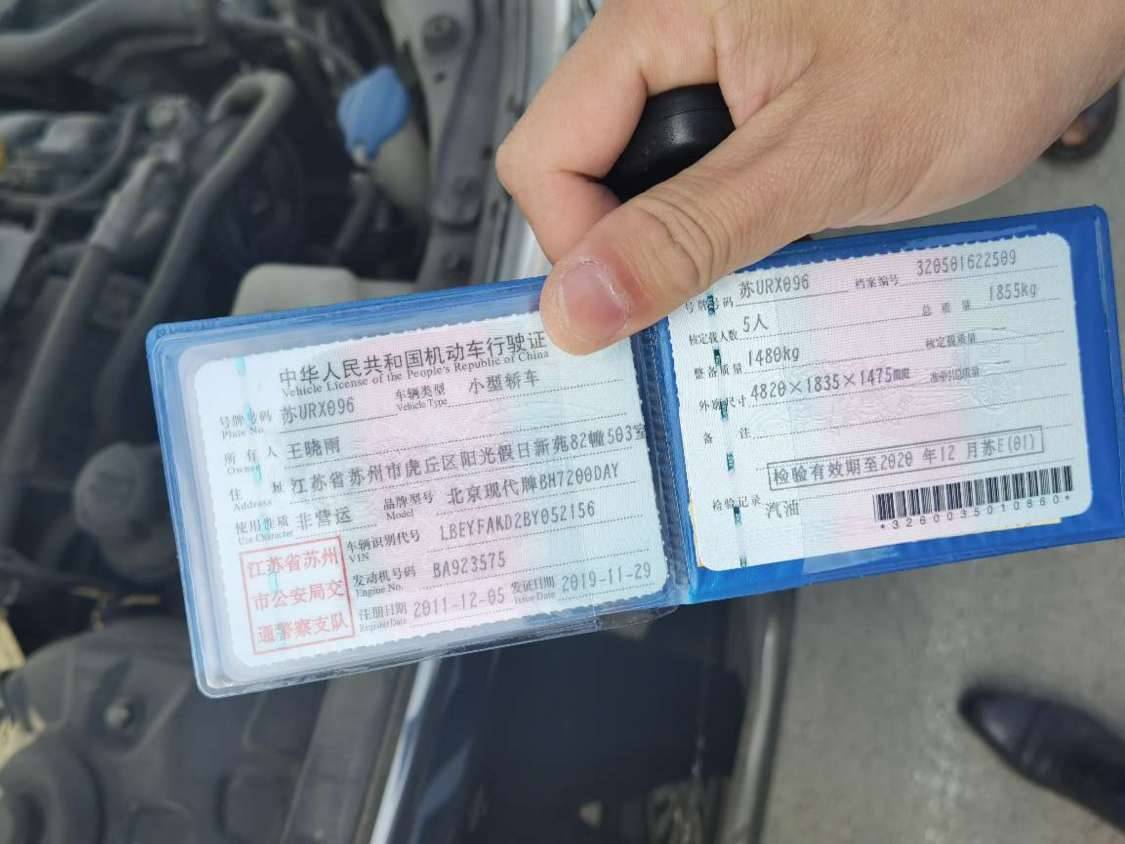 中华人民共和国机动车行驶证
Vehicle License of the People's Republic of China
号牌号码 苏URX096 车辆类型 小型轿车
Plate No. Vehicle Type
所有人 王晓雨
Owner
住 址 江苏省苏州市虎丘区阳光假日新苑82幢503室
Address
使用性质 非营运 品牌型号 北京现代牌BH7200DAY
Use Character Model
江苏省苏州
市公安局交
通警察支队
车辆识别代号 LBEYFAKD2BY052156
VIN
发动机号码 BA923575
Engine No.
注册日期 2011-12-05 发证日期 2019-11-29
Register Date Issue Date
号牌号码 苏URX096 档案编号 320501622509
核定载人数 5人 总质量 1855kg
整备质量 1480kg 核定载质量
外廓尺寸 4820×1835×1475
备 注
检验有效期至2020 年12 月苏E(01)
检验记录 汽油
*3260035010860*